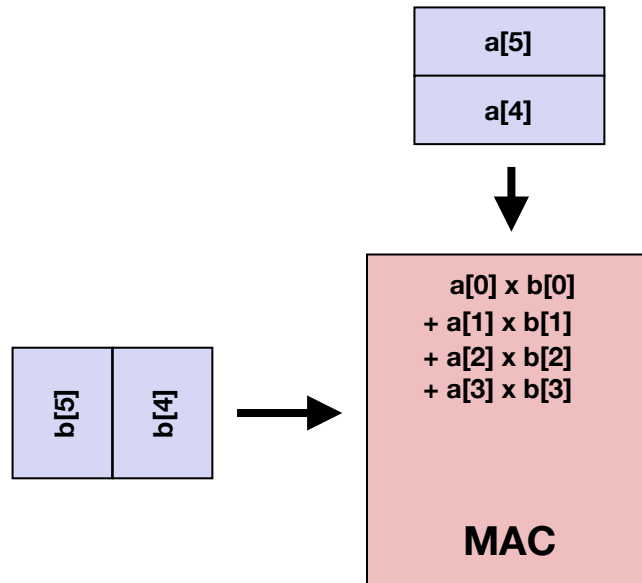 a[5]
a[4]
a[0] x b[0]
+ a[1] x b[1]
+ a[2] x b[2]
+ a[3] x b[3]
b[5]
b[4]
MAC